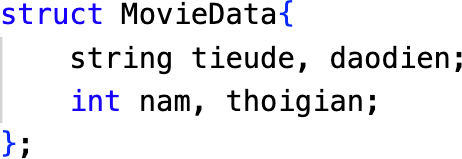 struct MovieData{
    string tieude, daodien;
    int nam, thoigian;
};